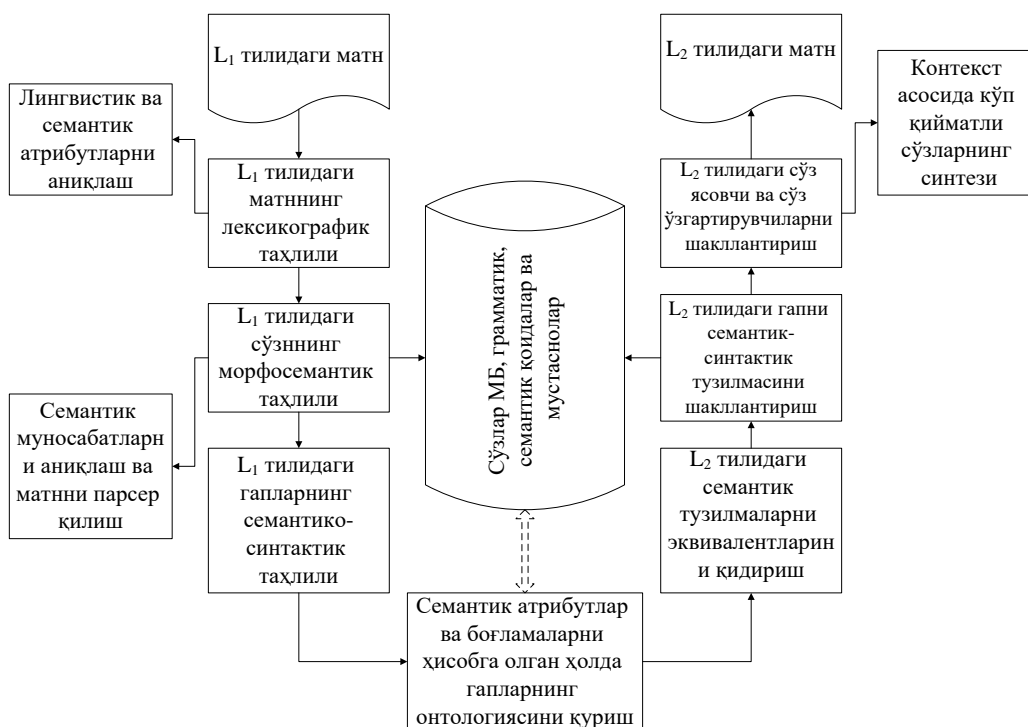 L₁ тилидаги матн
Лингвистик ва
семантик
атрибутларни
аниқлаш
L₁ тилидаги
матннинг
лексикографик
таҳлили
L₁ тилидаги
сўзннинг
морфосемантик
таҳлили
Семантик
муносабатларн
и аниқлаш ва
матнни парсер
қилиш
L₁ тилидаги
гапларнинг
семантико-
синтактик
таҳлили
Сўзлар МБ, грамматик,
семантик қоидалар ва
мустаснолар
Семантик атрибутлар
ва боғламаларни
ҳисобга олган ҳолда
гапларнинг
онтологиясини қуриш
L₂ тилидаги матн
Контекст
асосида кўп
қийматли
сўзларнинг
синтези
L₂ тилидаги сўз
ясовчи ва сўз
ўзгартирувчиларни
шакллантириш
L₂ тилидаги гапни
семантик-
синтактик
тузилмасини
шакллантириш
L₂ тилидаги
семантик
тузилмаларни
эквивалентларин
и қидириш